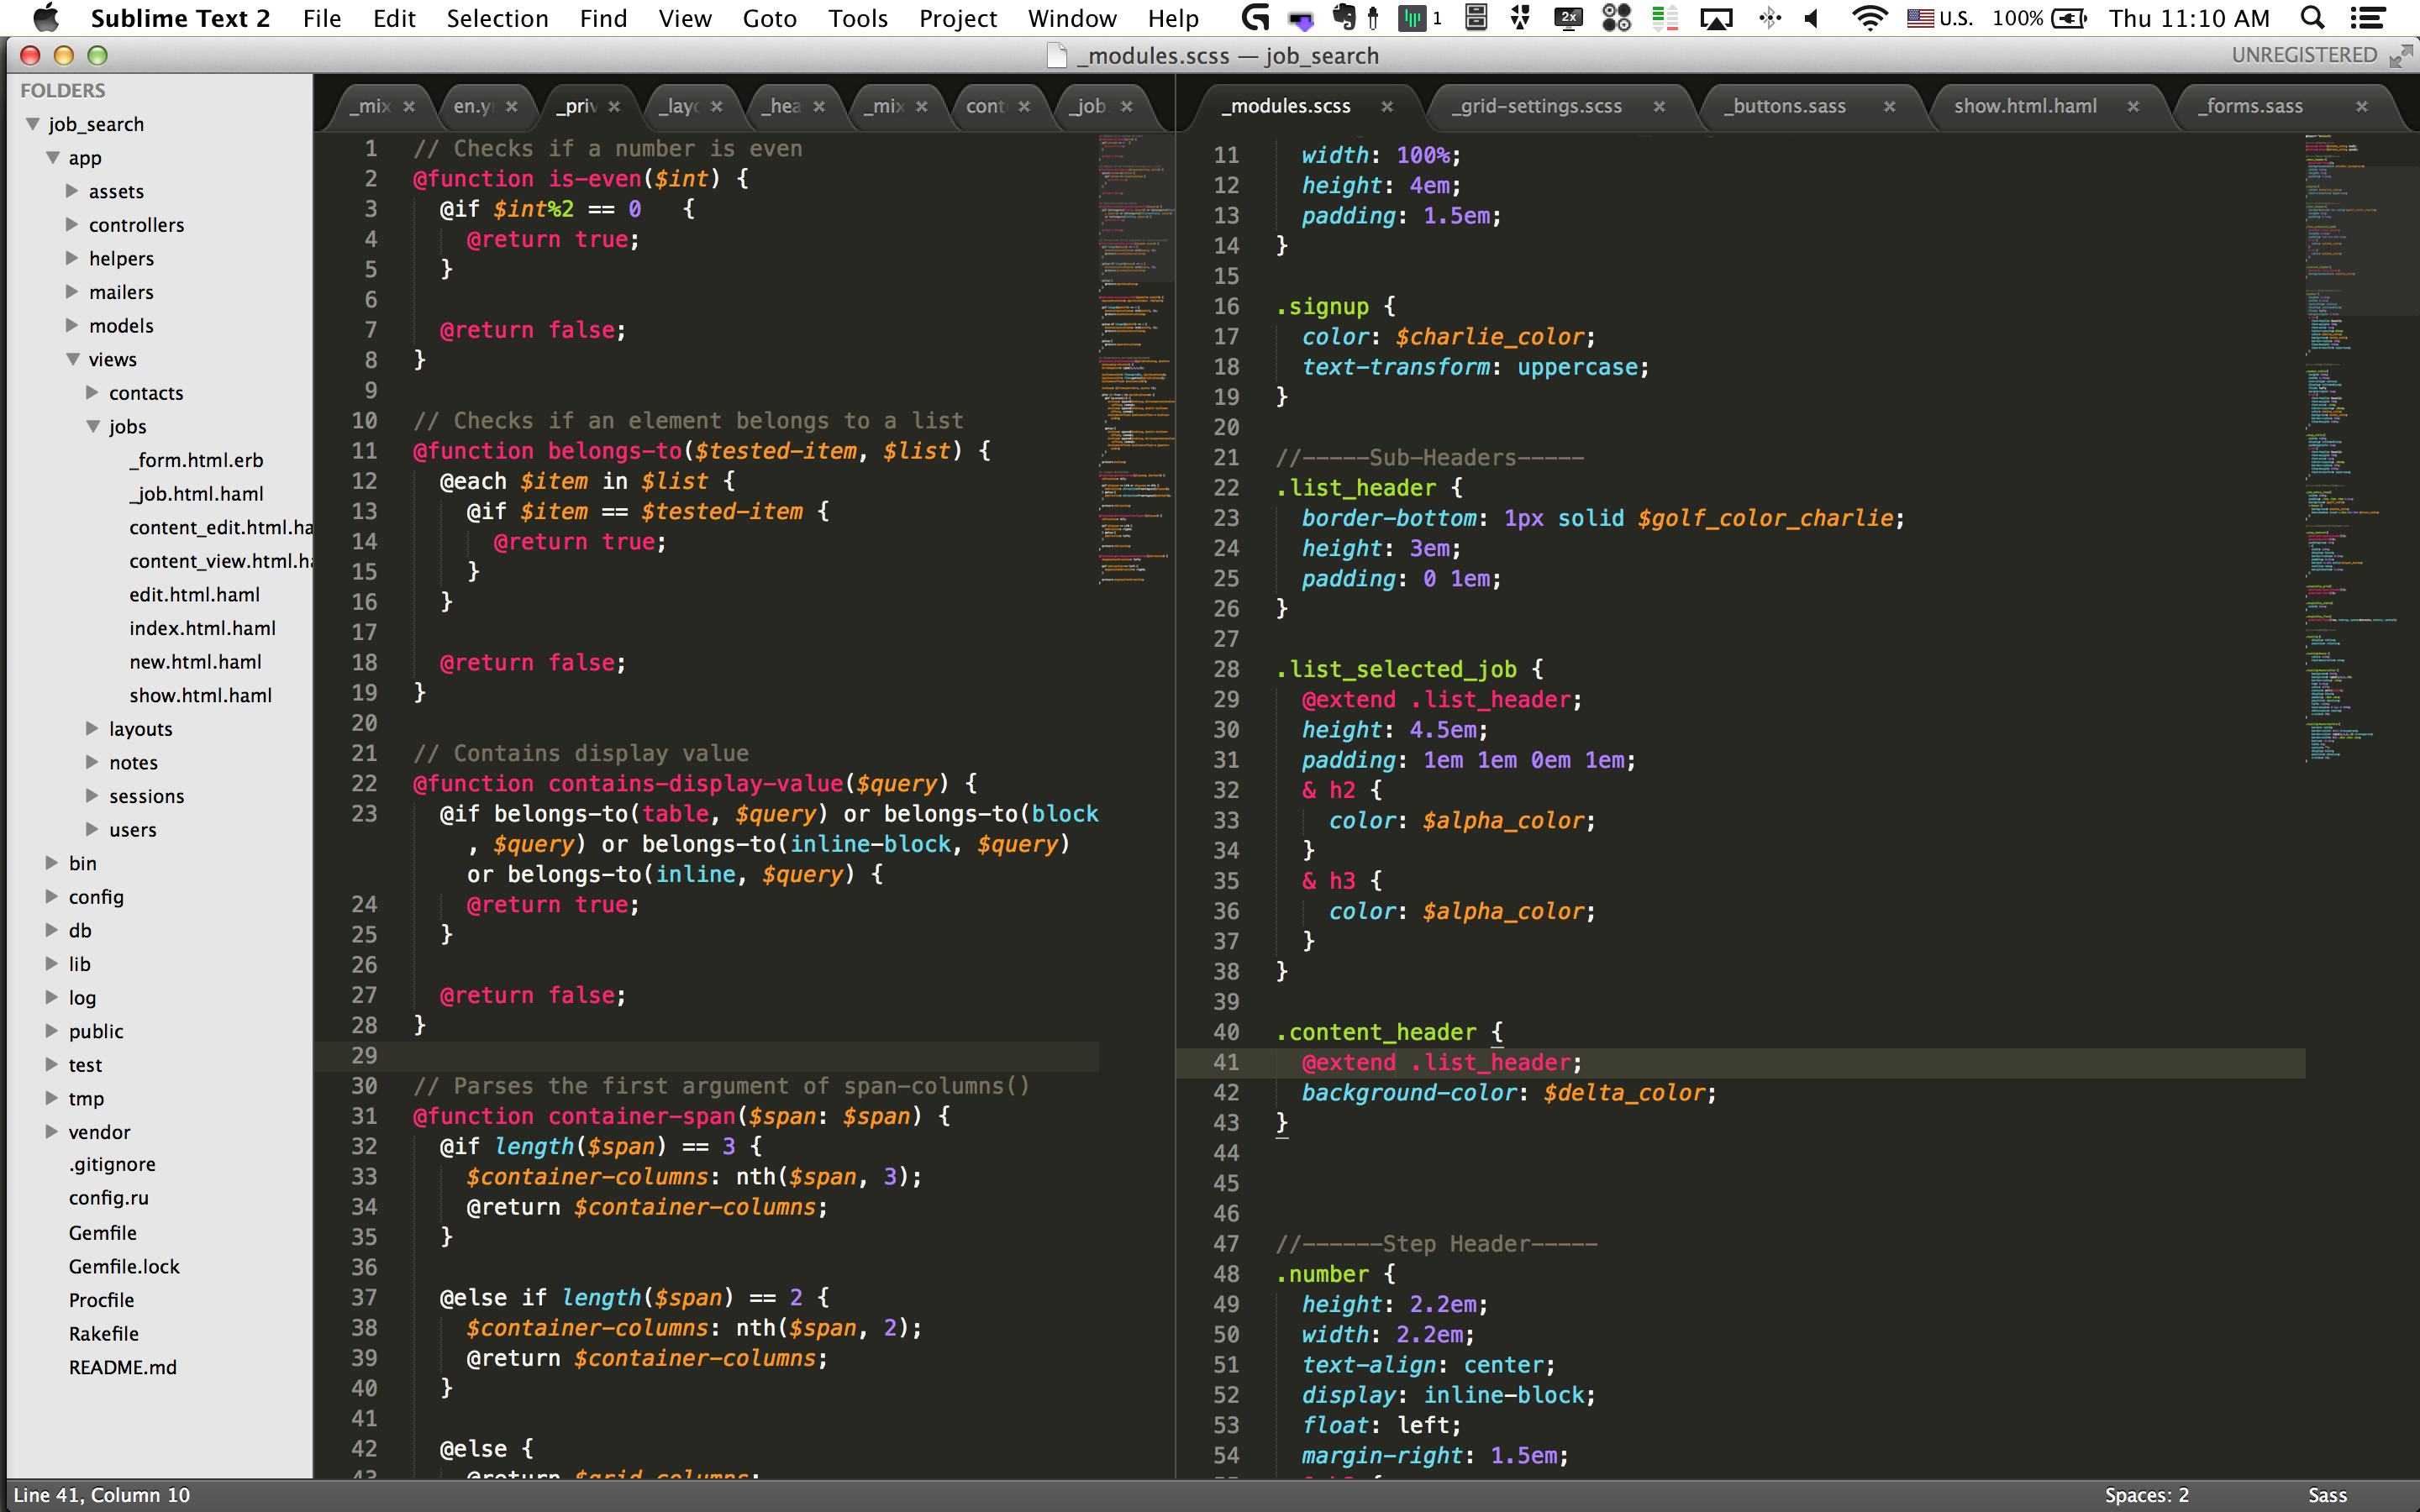 Sublime Text 2 File Edit Selection Find View Goto Tools Project Window Help 1 2x U.S. 100% Thu 11:10 AM
_modules.scss — job_search UNREGISTERED
FOLDERS
job_search
app
assets
controllers
helpers
mailers
models
views
contacts
jobs
_form.html.erb
_job.html.haml
content_edit.html.ha
content_view.html.ha
edit.html.haml
index.html.haml
new.html.haml
show.html.haml
layouts
notes
sessions
users
bin
config
db
lib
log
public
test
tmp
vendor
.gitignore
config.ru
Gemfile
Gemfile.lock
Procfile
Rakefile
README.md
_mix en.y _priv _layo _hea _mix cont _job
1 // Checks if a number is even
2 @function is-even($int) {
3 @if $int%2 == 0 {
4 @return true;
5 }
6
7 @return false;
8 }
9
10 // Checks if an element belongs to a list
11 @function belongs-to($tested-item, $list) {
12 @each $item in $list {
13 @if $item == $tested-item {
14 @return true;
15 }
16 }
17
18 @return false;
19 }
20
21 // Contains display value
22 @function contains-display-value($query) {
23 @if belongs-to(table, $query) or belongs-to(block
, $query) or belongs-to(inline-block, $query)
or belongs-to(inline, $query) {
24 @return true;
25 }
26
27 @return false;
28 }
29
30 // Parses the first argument of span-columns()
31 @function container-span($span: $span) {
32 @if length($span) == 3 {
33 $container-columns: nth($span, 3);
34 @return $container-columns;
35 }
36
37 @else if length($span) == 2 {
38 $container-columns: nth($span, 2);
39 @return $container-columns;
40 }
41
42 @else {
43 @return $grid-columns;
_modules.scss _grid-settings.scss _buttons.sass show.html.haml _forms.sass
11 width: 100%;
12 height: 4em;
13 padding: 1.5em;
14 }
15
16 .signup {
17 color: $charlie_color;
18 text-transform: uppercase;
19 }
20
21 //-----Sub-Headers-----
22 .list_header {
23 border-bottom: 1px solid $golf_color_charlie;
24 height: 3em;
25 padding: 0 1em;
26 }
27
28 .list_selected_job {
29 @extend .list_header;
30 height: 4.5em;
31 padding: 1em 1em 0em 1em;
32 & h2 {
33 color: $alpha_color;
34 }
35 & h3 {
36 color: $alpha_color;
37 }
38 }
39
40 .content_header {
41 @extend .list_header;
42 background-color: $delta_color;
43 }
44
45
46
47 //------Step Header-----
48 .number {
49 height: 2.2em;
50 width: 2.2em;
51 text-align: center;
52 display: inline-block;
53 float: left;
54 margin-right: 1.5em;
Line 41, Column 10 Spaces: 2 Sass